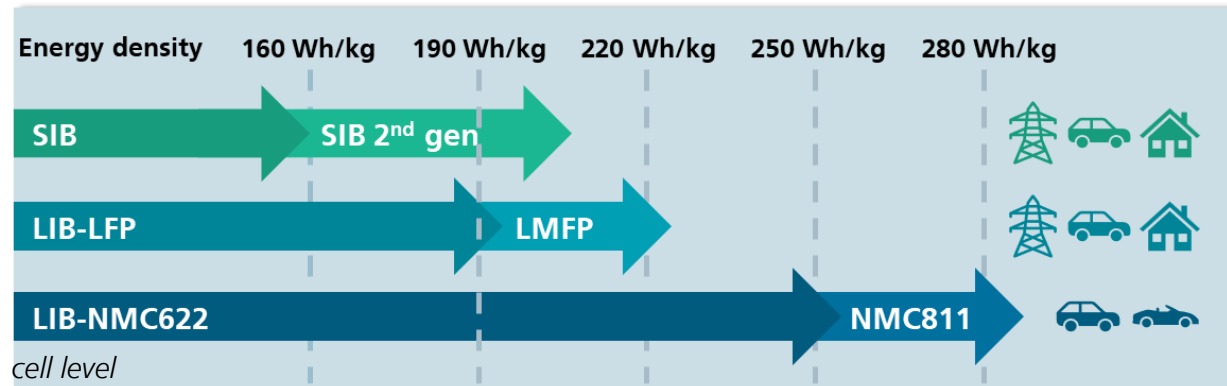 Energy density 160 Wh/kg 190 Wh/kg 220 Wh/kg 250 Wh/kg 280 Wh/kg
SIB SIB 2nd gen
LIB-LFP LMFP
LIB-NMC622 NMC811
cell level